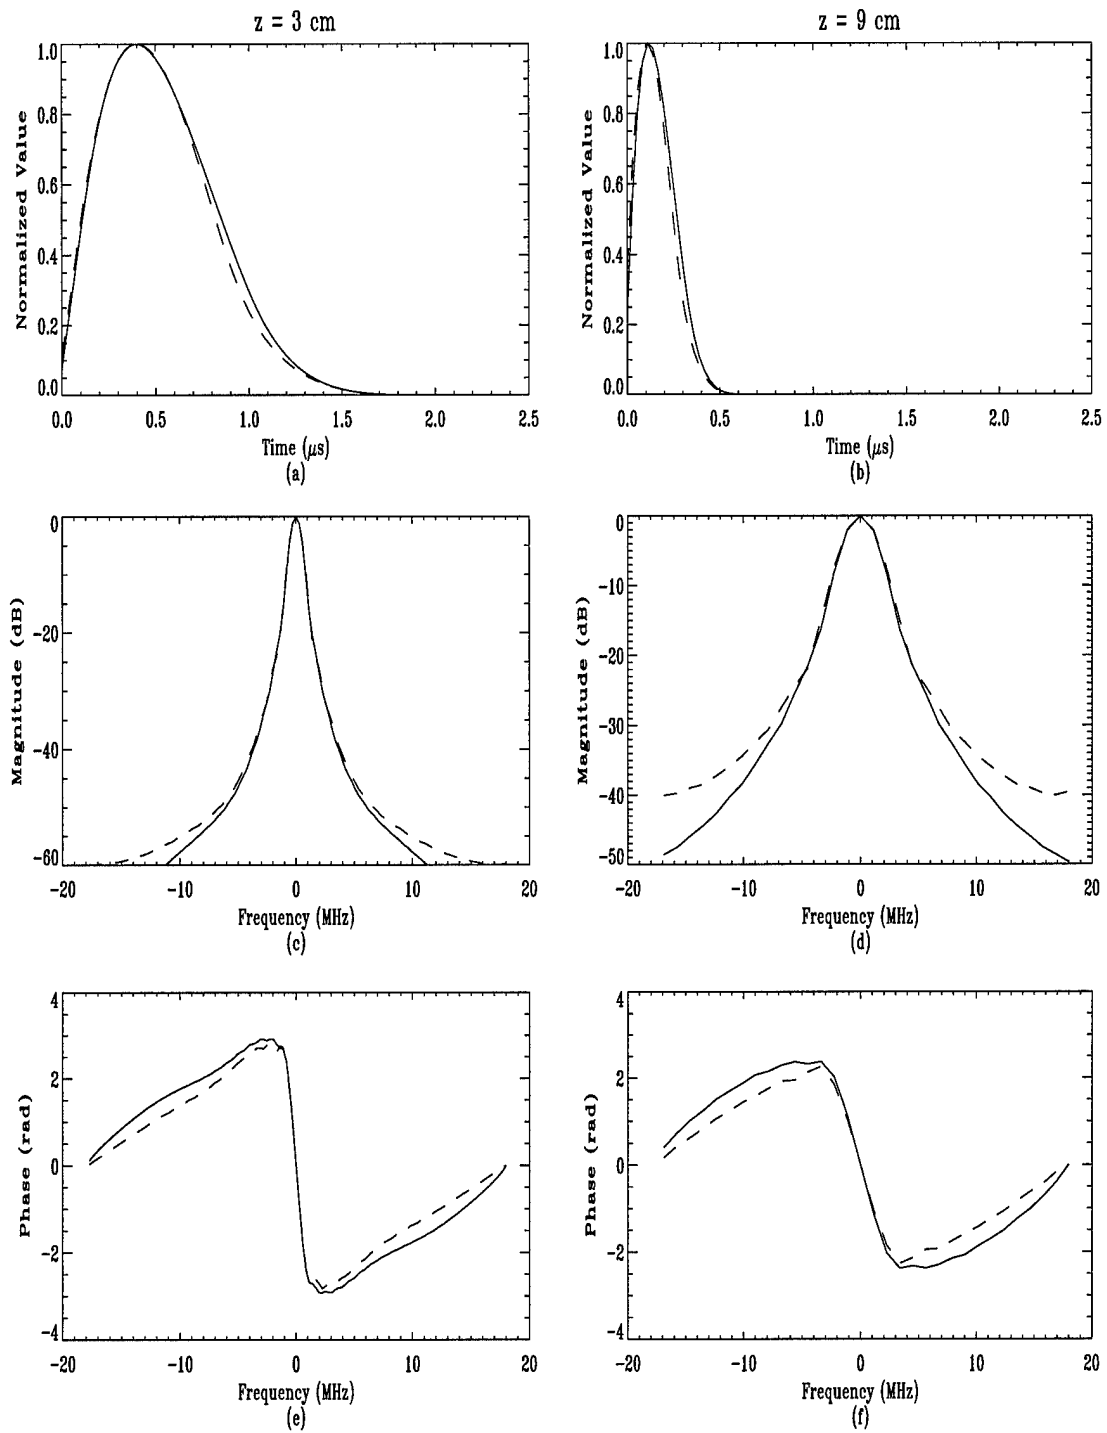 z = 3 cm
Normalized Value
1.0
0.8
0.6
0.4
0.2
0.0
0.0 0.5 1.0 1.5 2.0 2.5
Time (μs)
(a)
z = 9 cm
Normalized Value
1.0
0.8
0.6
0.4
0.2
0.0
0.0 0.5 1.0 1.5 2.0 2.5
Time (μs)
(b)
Magnitude (dB)
0
-20
-40
-60
-20 -10 0 10 20
Frequency (MHz)
(c)
Magnitude (dB)
0
-10
-20
-30
-40
-50
-20 -10 0 10 20
Frequency (MHz)
(d)
Phase (rad)
4
2
0
-2
-4
-20 -10 0 10 20
Frequency (MHz)
(e)
Phase (rad)
4
2
0
-2
-4
-20 -10 0 10 20
Frequency (MHz)
(f)